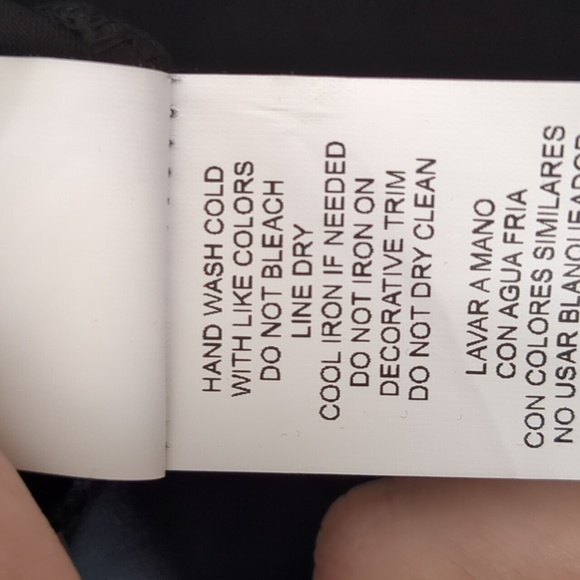 HAND WASH COLD
WITH LIKE COLORS
DO NOT BLEACH
LINE DRY
COOL IRON IF NEEDED
DO NOT IRON ON
DECORATIVE TRIM
DO NOT DRY CLEAN
LAVAR A MANO
CON AGUA FRIA
CON COLORES SIMILARES
NO USAR BLANQUEADOR